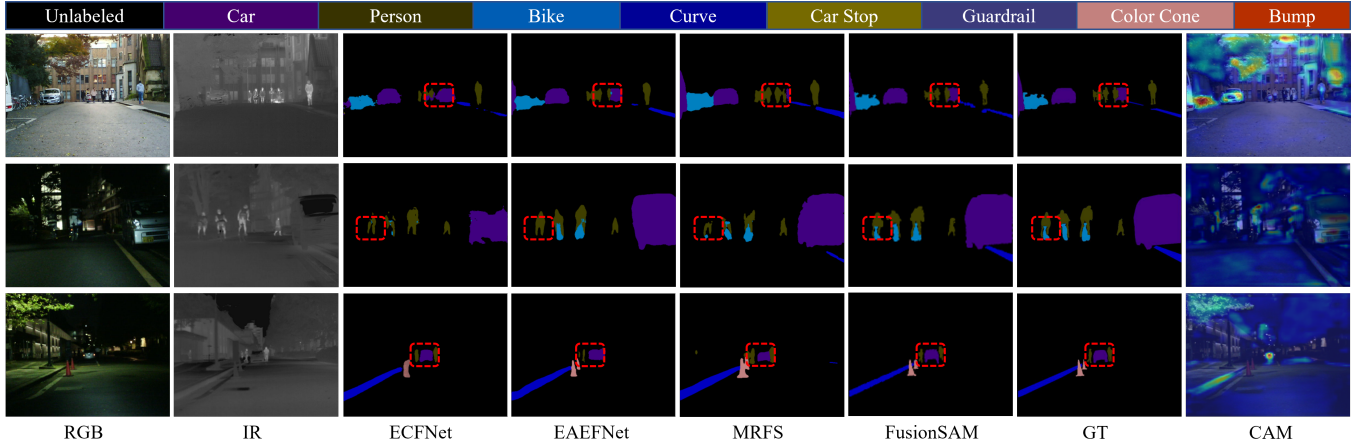 Unlabeled Car Person Bike Curve Car Stop Guardrail Color Cone Bump
RGB IR ECFNet EAEFNet MRFS FusionSAM GT CAM